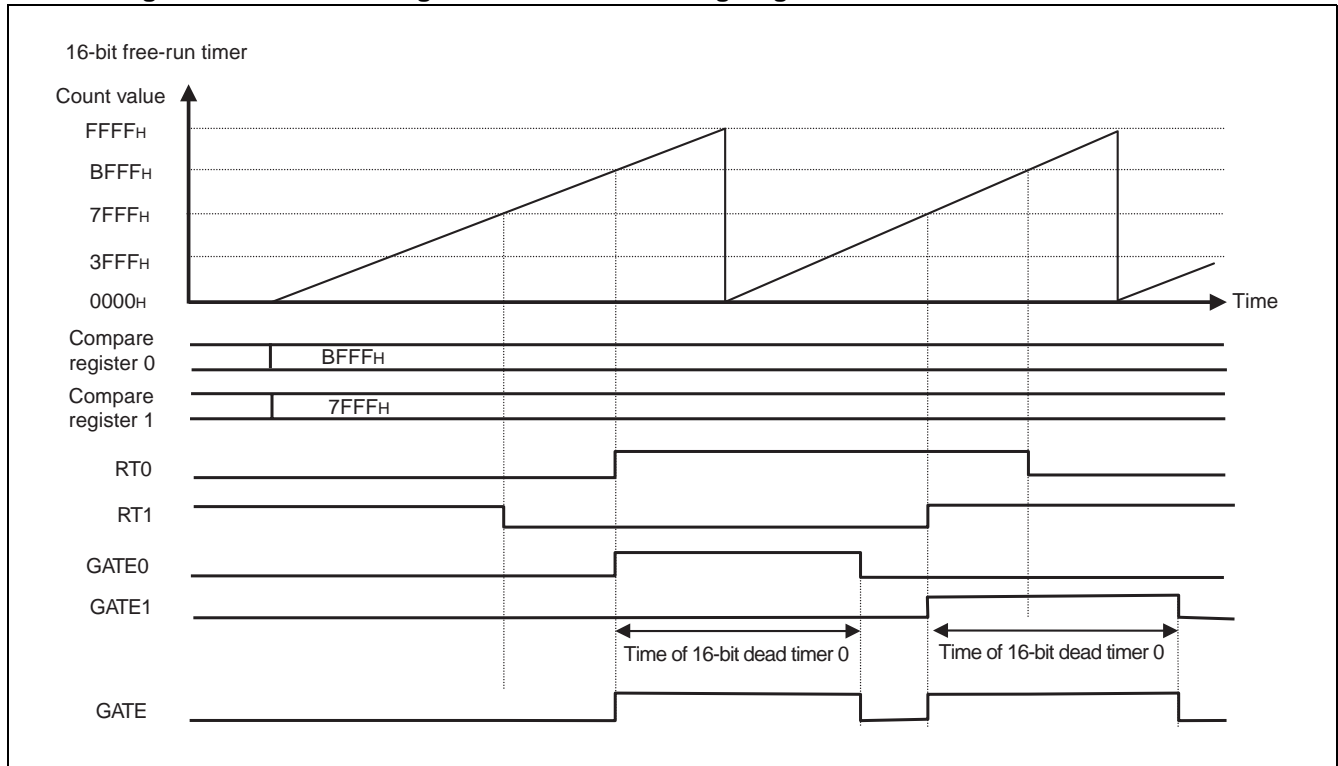 16-bit free-run timer
Count value
FFFFH
BFFFH
7FFFH
3FFFH
0000H
Time
Compare
register 0
BFFFH
Compare
register 1
7FFFH
RT0
RT1
GATE0
GATE1
Time of 16-bit dead timer 0
Time of 16-bit dead timer 0
GATE